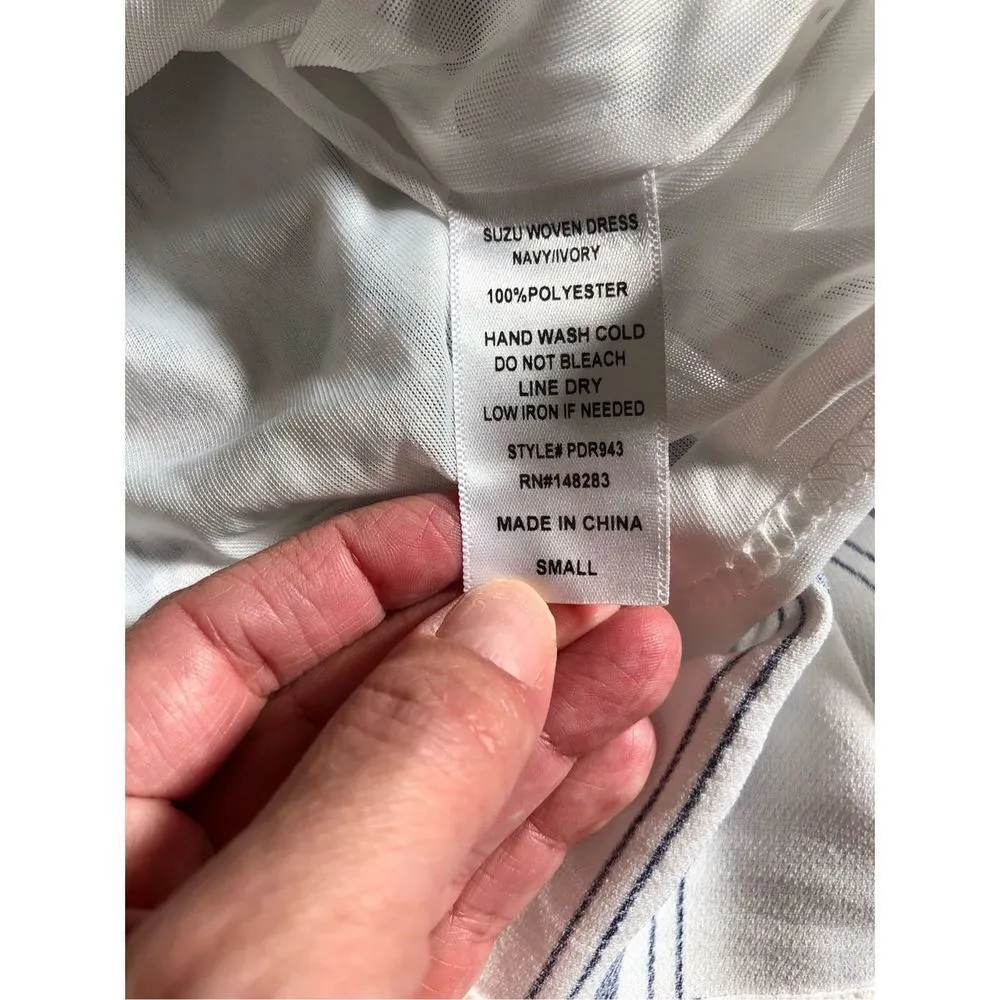 SUZU WOVEN DRESS
NAVY/IVORY
100%POLYESTER
HAND WASH COLD
DO NOT BLEACH
LINE DRY
LOW IRON IF NEEDED
STYLE# PDR943
RN#148283
MADE IN CHINA
SMALL